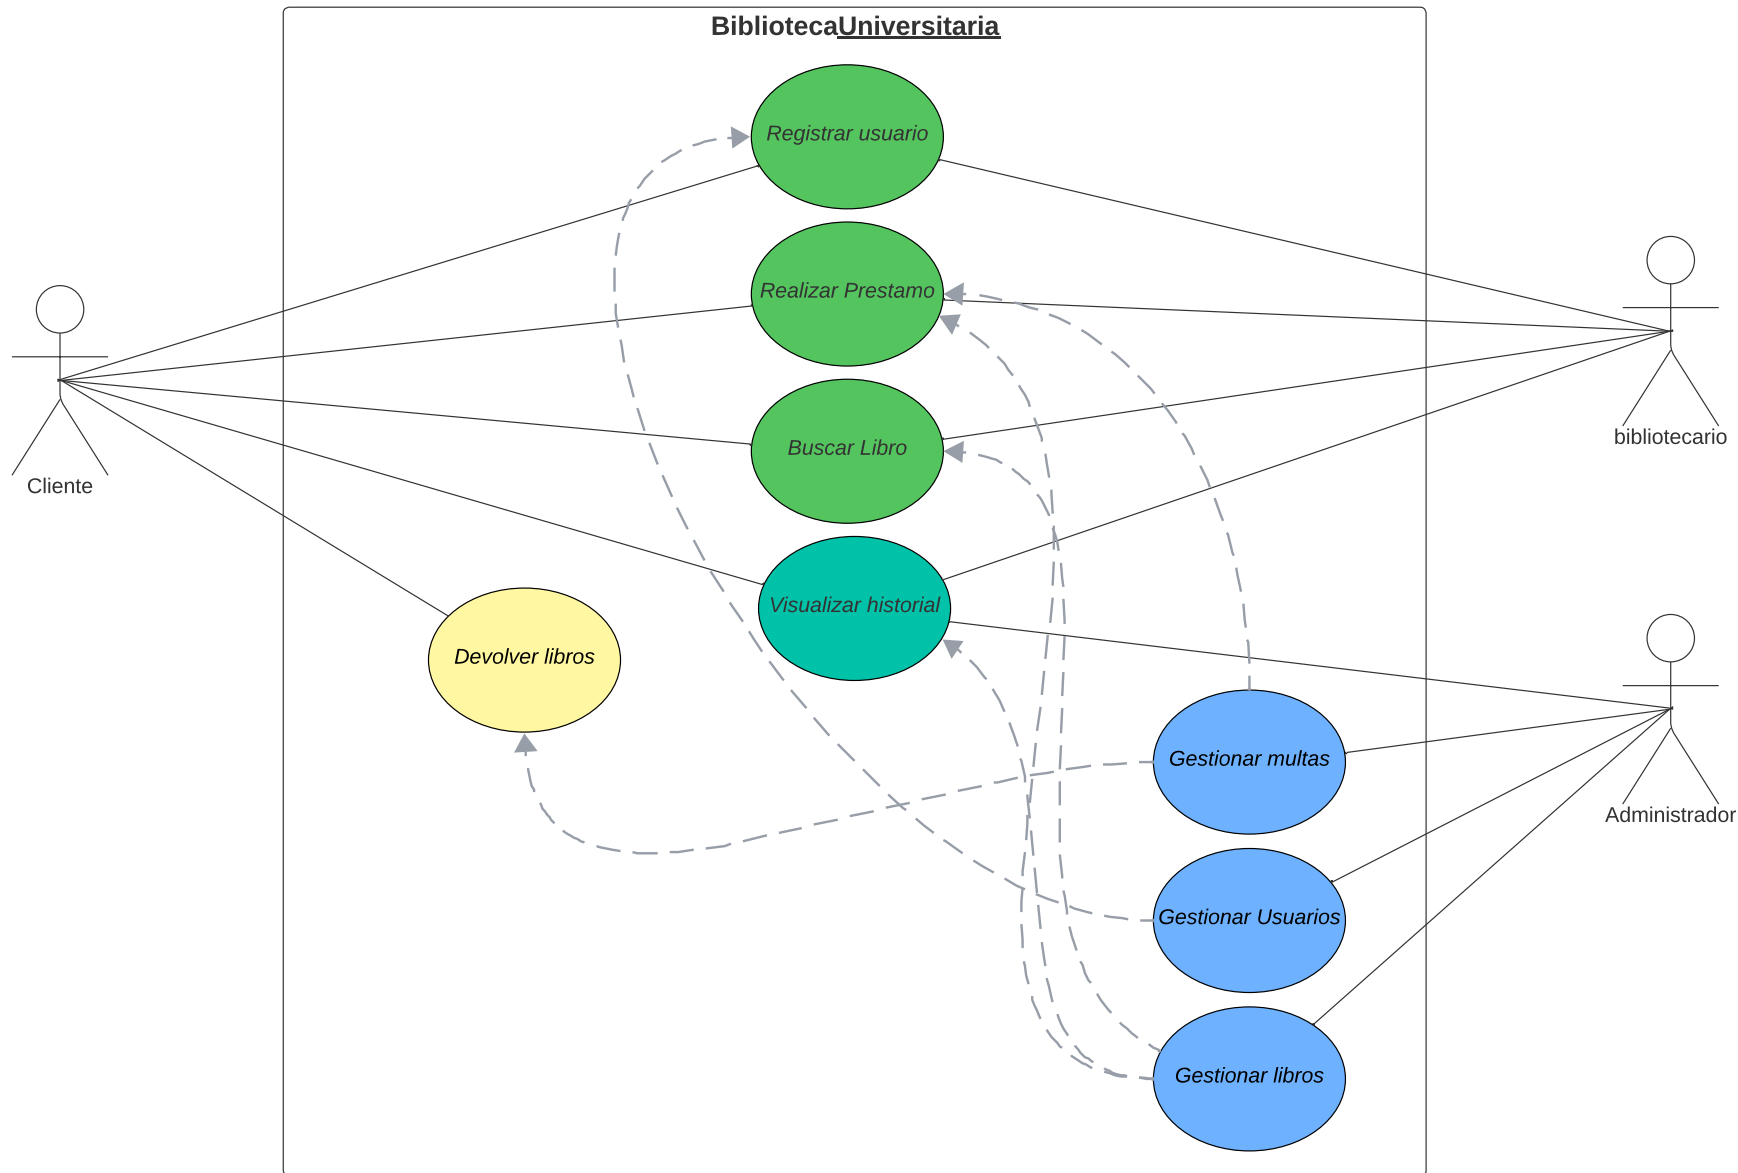 BibliotecaUniversitaria
Registrar usuario
Realizar Prestamo
Buscar Libro
bibliotecario
Cliente
Visualizar historial
Devolver libros
Gestionar multas
Administrador
Gestionar Usuarios
Gestionar libros